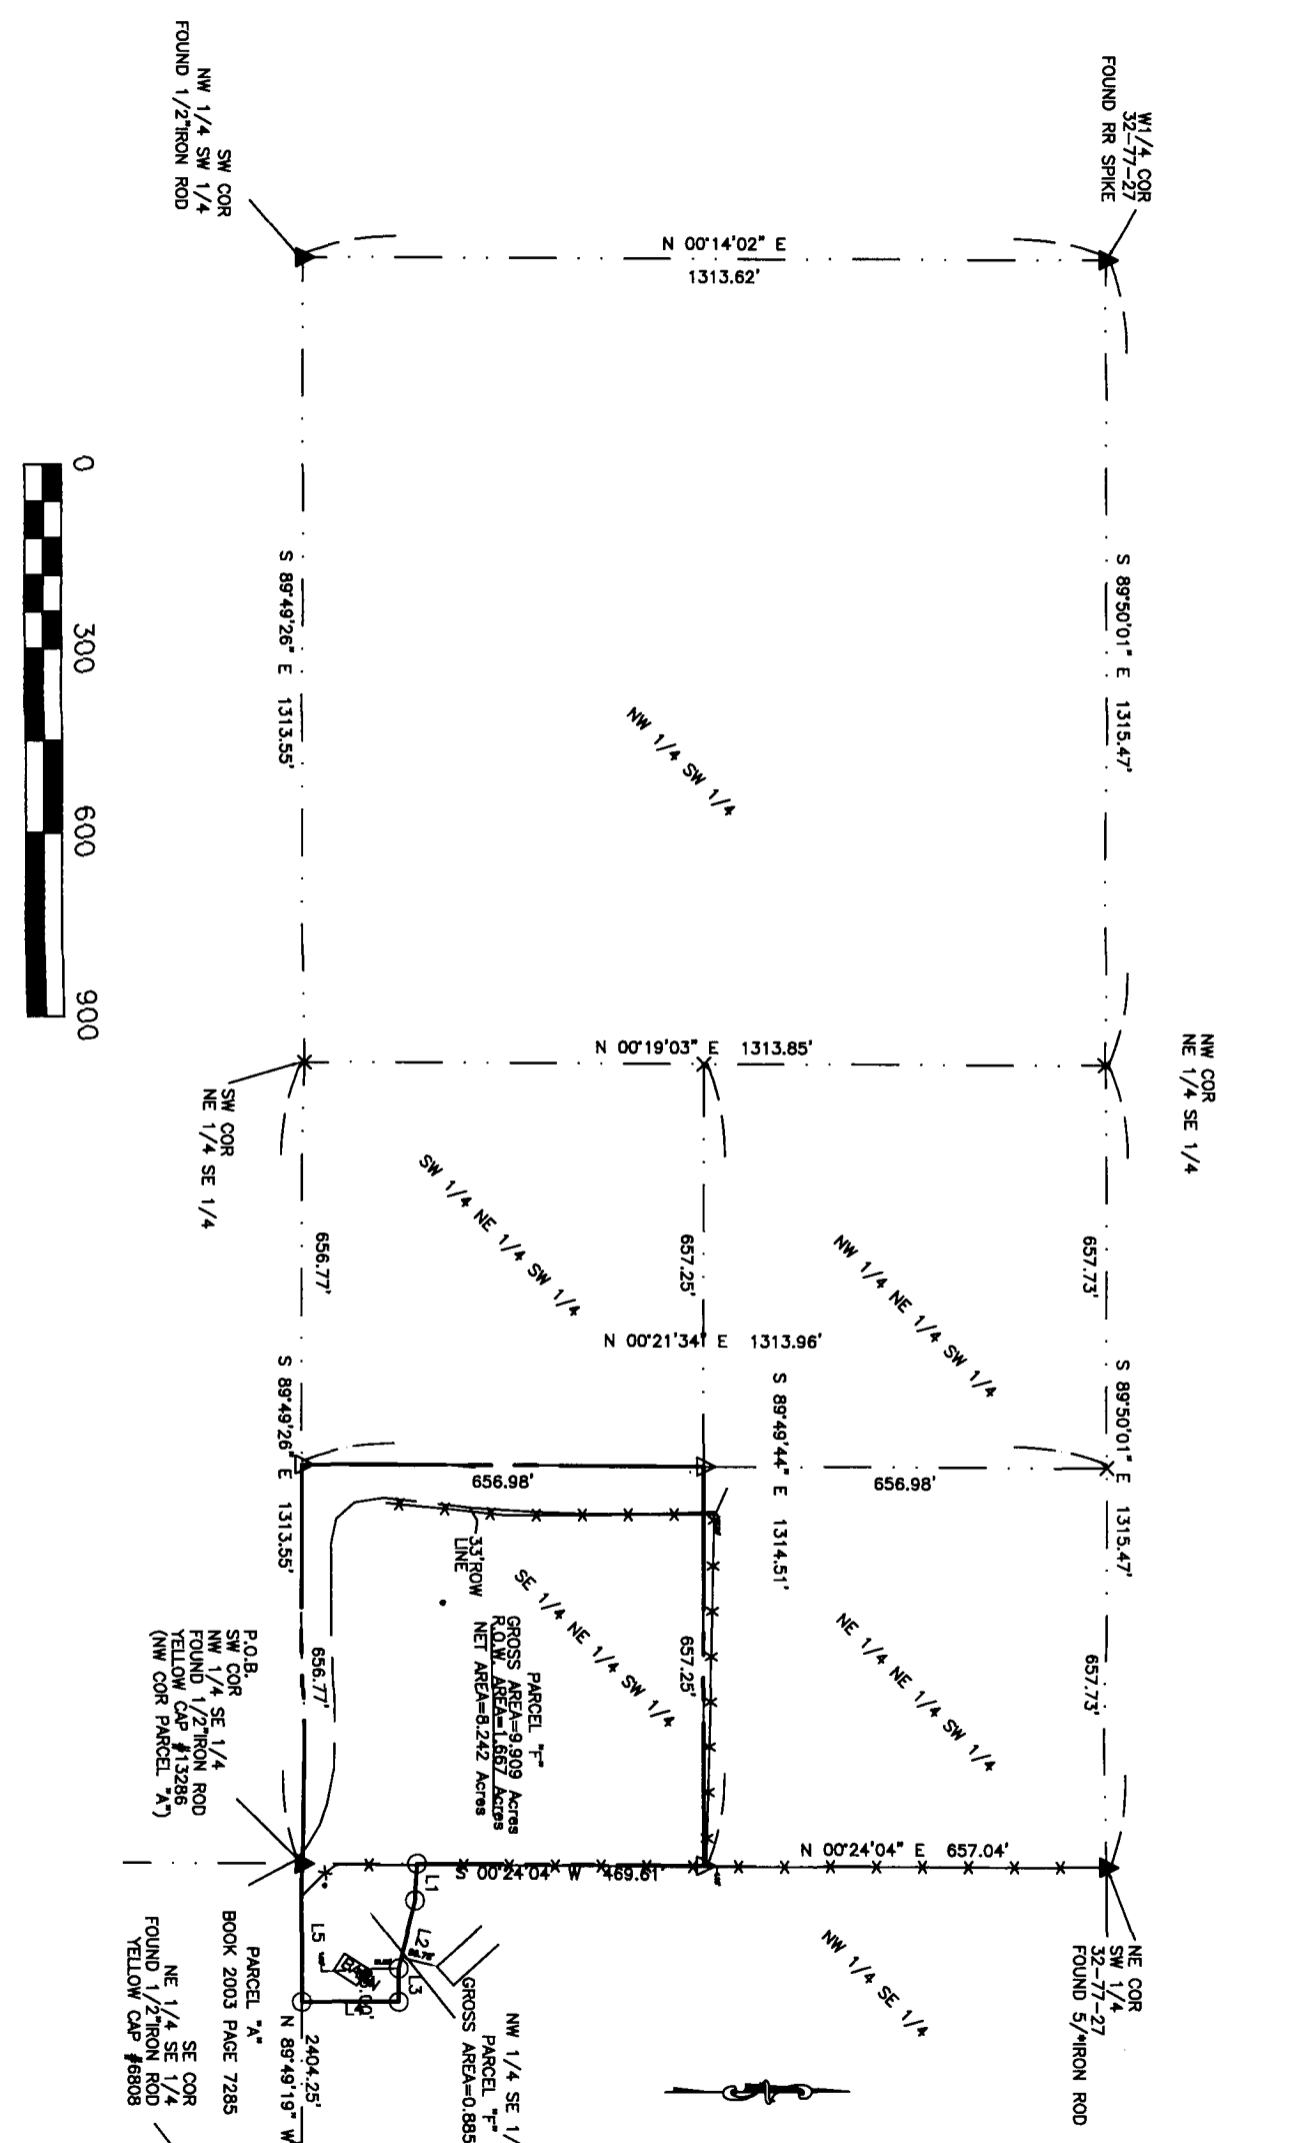 W1/4 COR
32-77-27
FOUND RR SPIKE
SW COR
NW 1/4 SW 1/4
FOUND 1/2"IRON ROD
N 00°14'02" E
1313.62'
S 89°50'01" E 1315.47'
S 89°49'26" E 1313.55'
NW 1/4 SW 1/4
0
300
600
900
NW COR
NE 1/4 SE 1/4
N 00°19'03" E 1313.85'
SW COR
NE 1/4 SE 1/4
657.73'
657.25'
656.77'
NW 1/4 NE 1/4 SW 1/4
SW 1/4 NE 1/4 SW 1/4
N 00°21'34" E 1313.96'
S 89°50'01" E 1315.47'
S 89°49'44" E 1314.51'
S 89°49'26" E 1313.55'
656.98'
656.98'
33'ROW
LINE
SE 1/4 NE 1/4 SW 1/4
NE 1/4 NE 1/4 SW 1/4
657.73'
657.25'
656.77'
PARCEL "F"
GROSS AREA=9.909 Acres
R.O.W. AREA=1.667 Acres
NET AREA=8.242 Acres
P.O.B.
SW COR
NW 1/4 SE 1/4
FOUND 1/2"IRON ROD
YELLOW CAP #13286
(NW COR PARCEL "A")
N 00°24'04" E 657.04'
S 00°24'04" W 469.61'
L1
L2
L3
L4
L5
BARN
NE COR
SW 1/4
32-77-27
FOUND 5/"IRON ROD
NW 1/4 SE 1/4
NW 1/4 SE 1/
PARCEL "F"
GROSS AREA=0.885
PARCEL "A"
BOOK 2003 PAGE 7285
2404.25'
N 89°49'19" W
SE COR
NE 1/4 SE 1/4
FOUND 1/2"IRON ROD
YELLOW CAP #6808